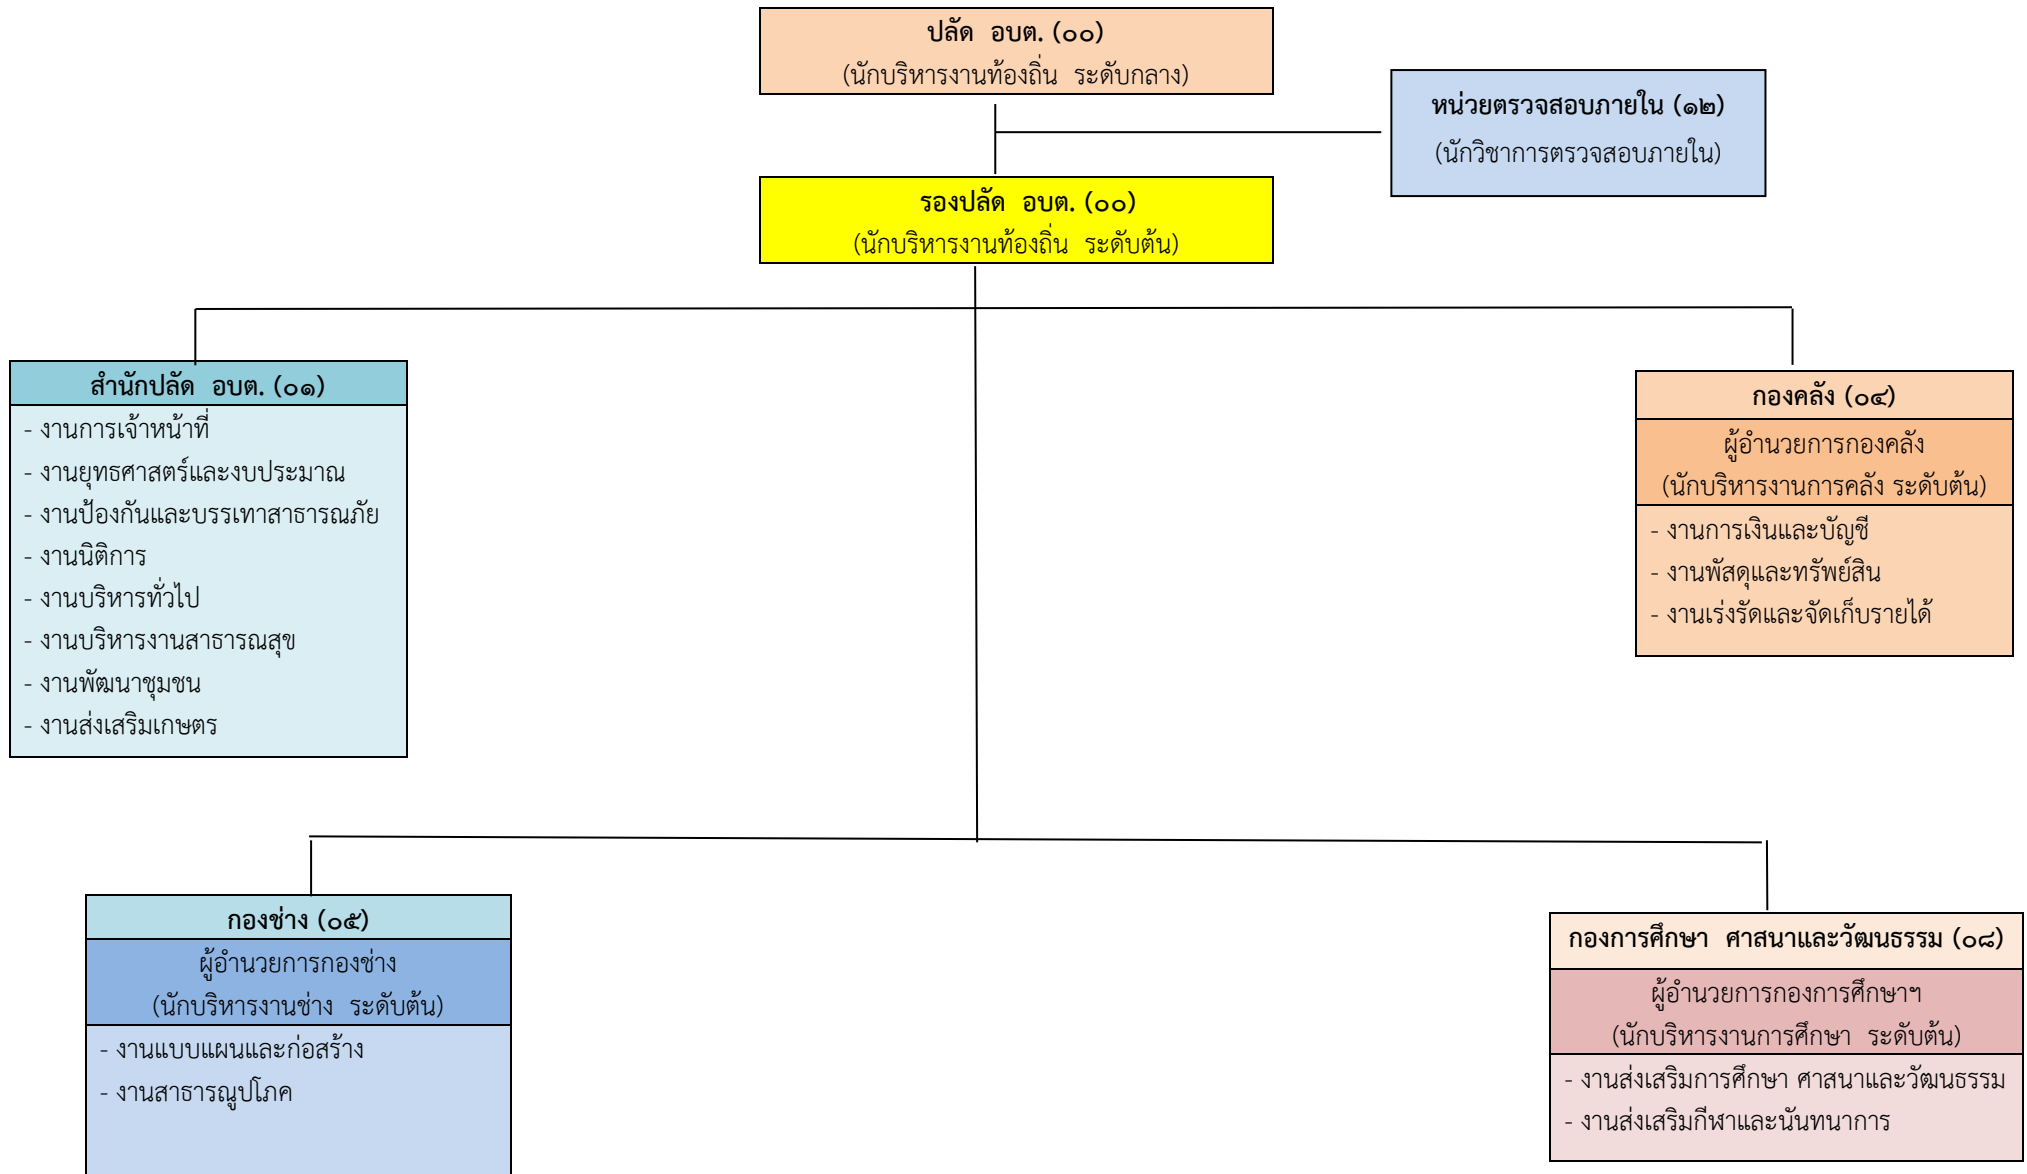 ปลัด  อบต. (๐๐)
(นักบริหารงานท้องถิ่น  ระดับกลาง)
หน่วยตรวจสอบภายใน (๑๒)
(นักวิชาการตรวจสอบภายใน)
รองปลัด  อบต. (๐๐)
(นักบริหารงานท้องถิ่น  ระดับต้น)
สำนักปลัด  อบต. (๐๑)
- งานการเจ้าหน้าที่
- งานยุทธศาสตร์และงบประมาณ
- งานป้องกันและบรรเทาสาธารณภัย
- งานนิติการ
- งานบริหารทั่วไป
- งานบริหารงานสาธารณสุข
- งานพัฒนาชุมชน
- งานส่งเสริมเกษตร
กองคลัง (๐๔)
ผู้อำนวยการกองคลัง
(นักบริหารงานการคลัง ระดับต้น)
- งานการเงินและบัญชี
- งานพัสดุและทรัพย์สิน
- งานเร่งรัดและจัดเก็บรายได้
กองช่าง (๐๕)
ผู้อำนวยการกองช่าง
(นักบริหารงานช่าง  ระดับต้น)
- งานแบบแผนและก่อสร้าง
- งานสาธารณูปโภค
กองการศึกษา  ศาสนาและวัฒนธรรม (๐๘)
ผู้อำนวยการกองการศึกษาฯ
(นักบริหารงานการศึกษา  ระดับต้น)
- งานส่งเสริมการศึกษา ศาสนาและวัฒนธรรม
- งานส่งเสริมกีฬาและนันทนาการ